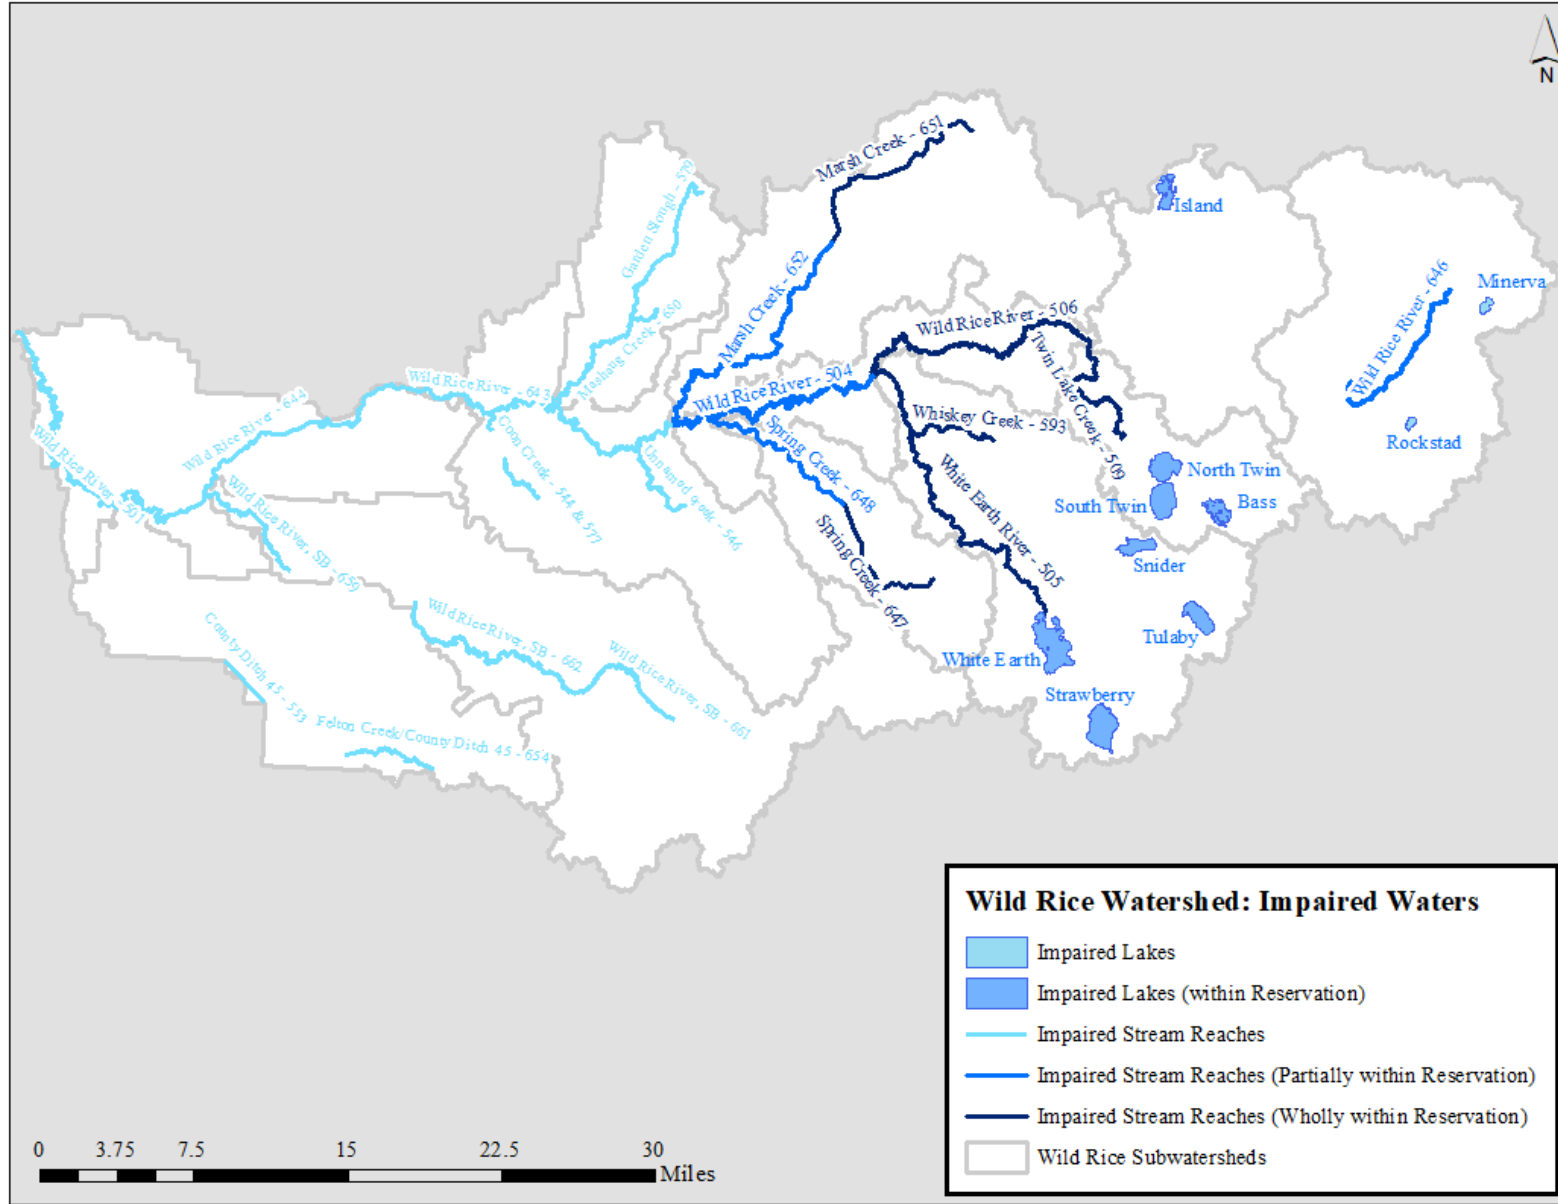 N
Marsh Creek - 651
Garden Slough - 579
Island
Marsh Creek - 652
Wild Rice River - 646
Minerva
Mashaug Creek - 650
Wild Rice River - 506
Wild Rice River - 643
Wild Rice River - 504
Twin Lake Creek - 509
Wild Rice River - 644
Whiskey Creek - 593
Rockstad
Wild Rice River - 501
Coon Creek - 544 & 577
Unnamed creek - 546
Spring Creek - 648
White Earth River - 505
North Twin
South Twin
Bass
Wild Rice River, SB - 659
Spring Creek - 647
Snider
County Ditch 45 - 553
Wild Rice River, SB - 662
Wild Rice River, SB - 661
Tulaby
White Earth
Strawberry
Felton Creek/County Ditch 45 - 654
Wild Rice Watershed: Impaired Waters
Impaired Lakes
Impaired Lakes (within Reservation)
Impaired Stream Reaches
Impaired Stream Reaches (Partially within Reservation)
Impaired Stream Reaches (Wholly within Reservation)
Wild Rice Subwatersheds
0 3.75 7.5 15 22.5 30
Miles